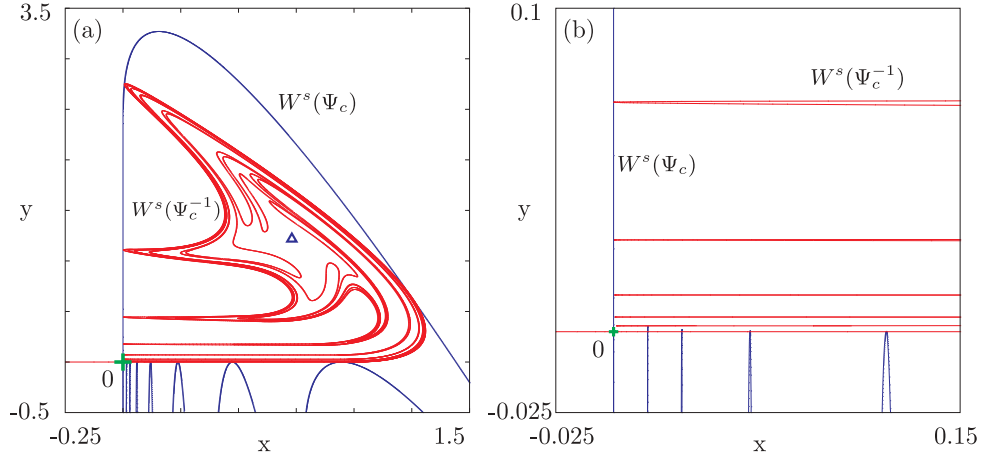 (a)
3.5
W^s(Ψ_c)
y
W^s(Ψ_c^{-1})
0
-0.5
-0.25
x
1.5
(b)
0.1
W^s(Ψ_c^{-1})
W^s(Ψ_c)
y
0
-0.025
-0.025
x
0.15